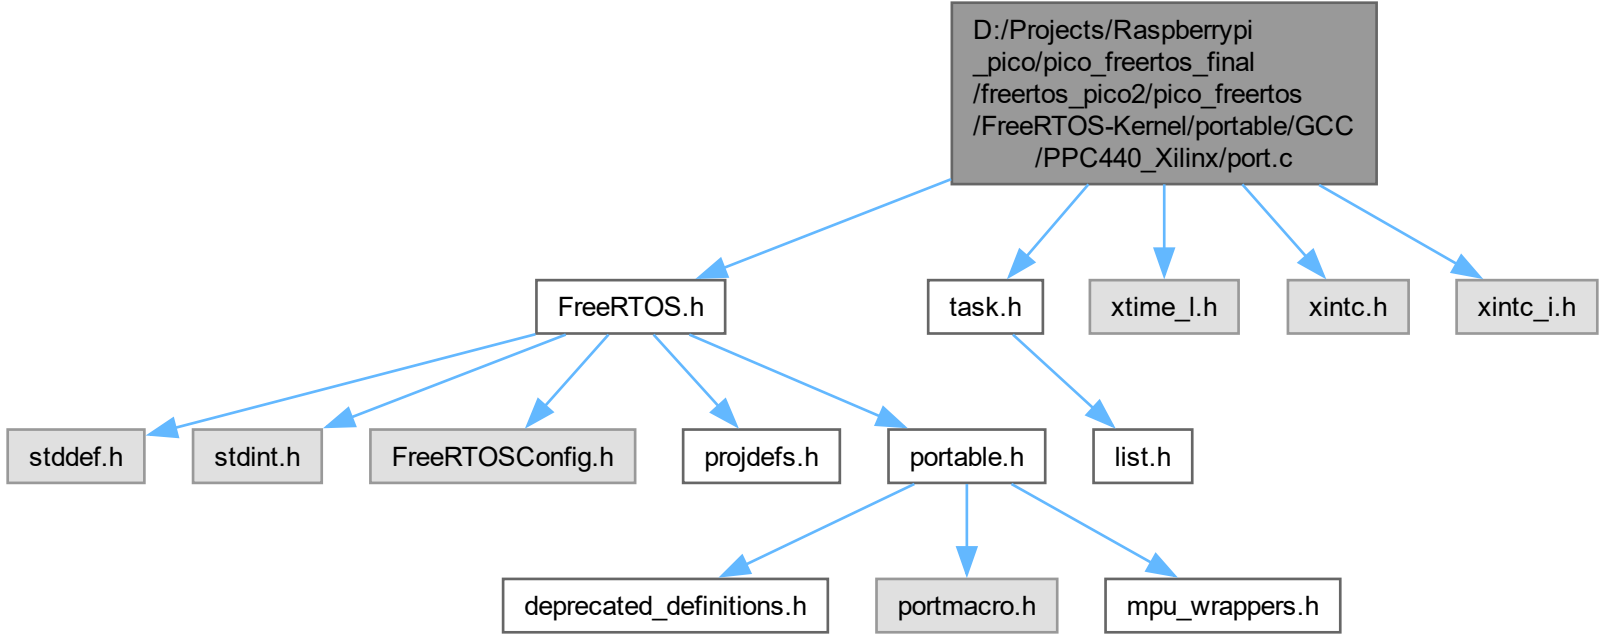 D:/Projects/Raspberrypi
_pico/pico_freertos_final
/freertos_pico2/pico_freertos
/FreeRTOS-Kernel/portable/GCC
/PPC440_Xilinx/port.c
FreeRTOS.h
task.h
xtime_l.h
xintc.h
xintc_i.h
stddef.h
stdint.h
FreeRTOSConfig.h
projdefs.h
portable.h
list.h
deprecated_definitions.h
portmacro.h
mpu_wrappers.h